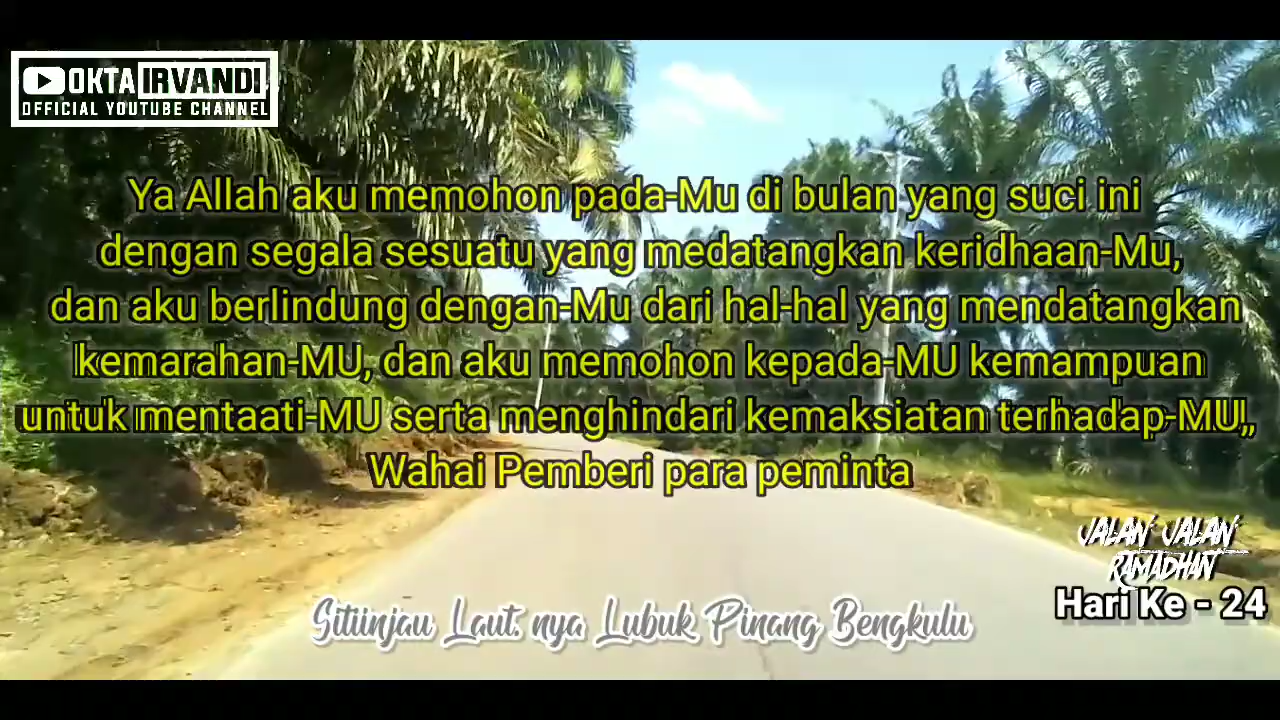 OKTA IRVANDI
OFFICIAL YOUTUBE CHANNEL
Ya Allah aku memohon pada-Mu di bulan yang suci ini
dengan segala sesuatu yang medatangkan keridhaan-Mu,
dan aku berlindung dengan-Mu dari hal-hal yang mendatangkan
kemarahan-MU, dan aku memohon kepada-MU kemampuan
untuk mentaati-MU serta menghindari kemaksiatan terhadap-MU,
Wahai Pemberi para peminta
JALAN JALAN
RAMADHAN
Hari Ke - 24
Sitiinjau Laut. nya Lubuk Pinang Bengkulu